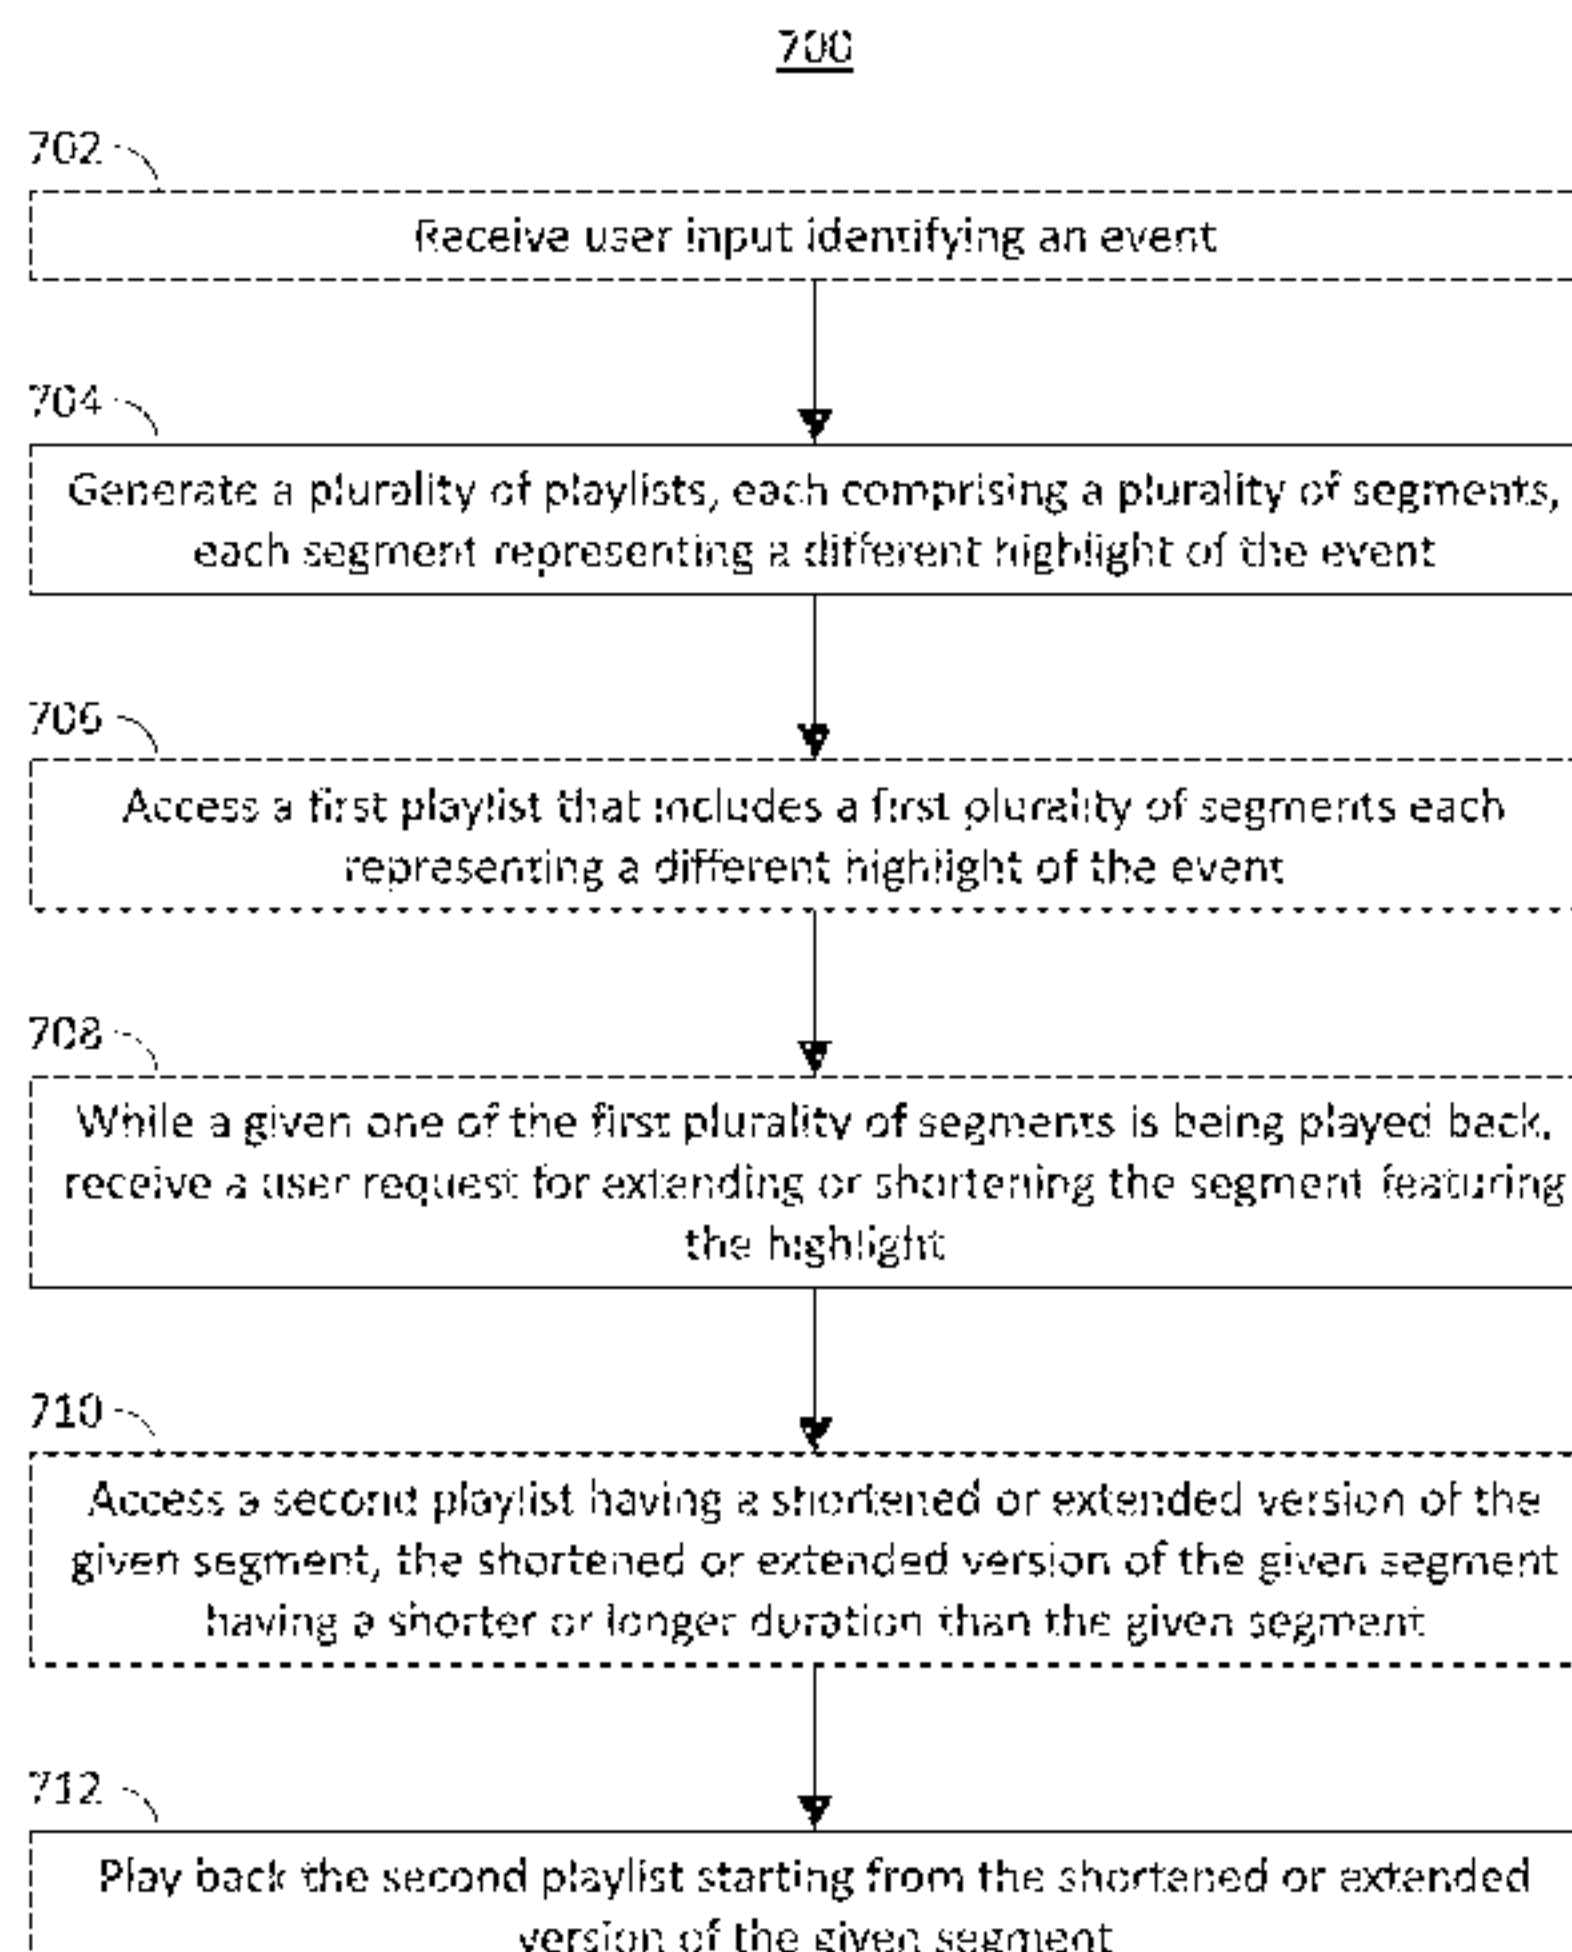 700
702
Receive user input identifying an event
704
Generate a plurality of playlists, each comprising a plurality of segments,
each segment representing a different highlight of the event
706
Access a first playlist that includes a first plurality of segments each
representing a different highlight of the event
708
While a given one of the first plurality of segments is being played back,
receive a user request for extending or shortening the segment featuring
the highlight
710
Access a second playlist having a shortened or extended version of the
given segment, the shortened or extended version of the given segment
having a shorter or longer duration than the given segment
712
Play back the second playlist starting from the shortened or extended
version of the given segment